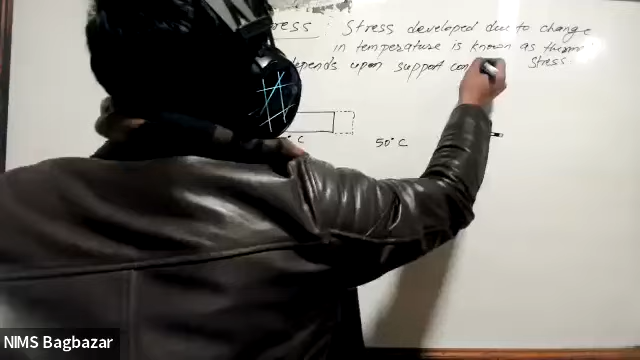 ress : Stress developed due to change
in temperature is known as therm
depends upon support con Stress
° C 50° C
NIMS Bagbazar